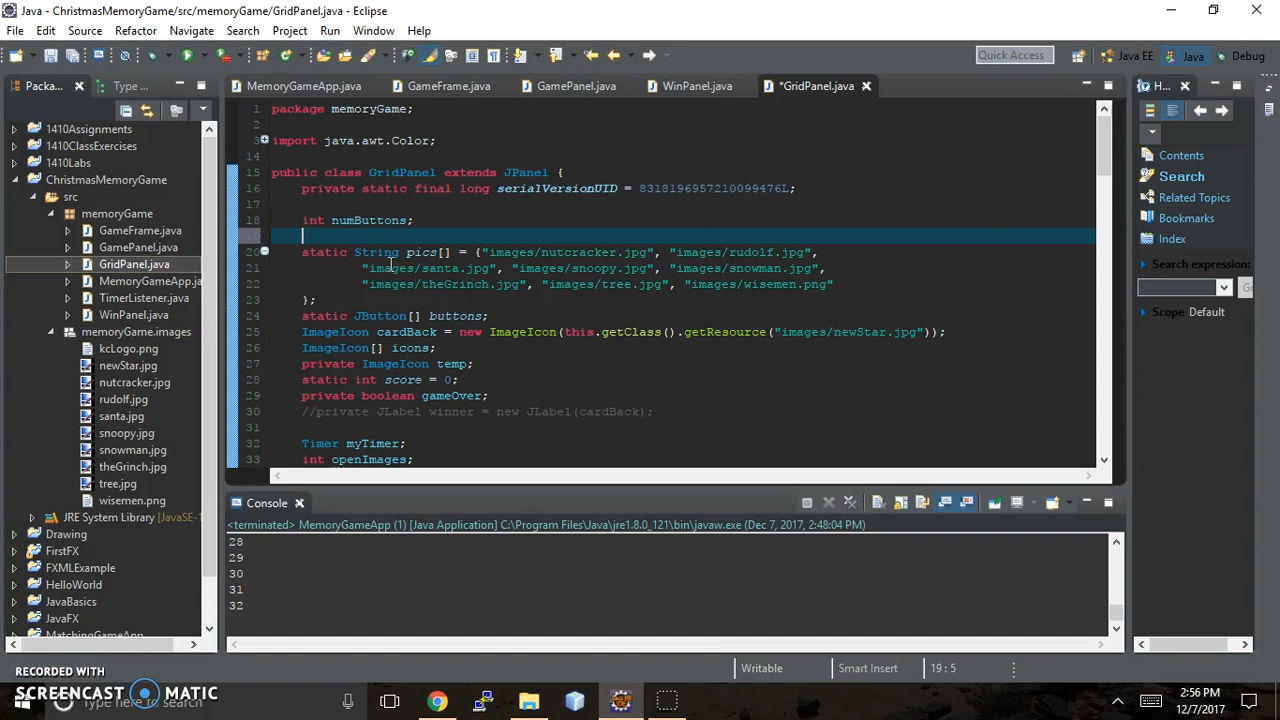 Java - ChristmasMemoryGame/src/memoryGame/GridPanel.java - Eclipse
File Edit Source Refactor Navigate Search Project Run Window Help
Quick Access Java EE Java Debug
Packa... Type ... MemoryGameApp.java GameFrame.java GamePanel.java WinPanel.java *GridPanel.java H...
1410Assignments
1410ClassExercises
1410Labs
ChristmasMemoryGame
src
memoryGame
GameFrame.java
GamePanel.java
GridPanel.java
MemoryGameApp.ja
TimerListener.java
WinPanel.java
memoryGame.images
kcLogo.png
newStar.jpg
nutcracker.jpg
rudolf.jpg
santa.jpg
snoopy.jpg
snowman.jpg
theGrinch.jpg
tree.jpg
wisemen.png
JRE System Library [JavaSE-1
Drawing
FirstFX
FXMLExample
HelloWorld
JavaBasics
JavaFX
MatchingGameApp
1 package memoryGame;
2
3 import java.awt.Color;
14
15 public class GridPanel extends JPanel {
16 private static final long serialVersionUID = 8318196957210099476L;
17
18 int numButtons;
19
20 static String pics[] = {"images/nutcracker.jpg", "images/rudolf.jpg",
21 "images/santa.jpg", "images/snoopy.jpg", "images/snowman.jpg",
22 "images/theGrinch.jpg", "images/tree.jpg", "images/wisemen.png"
23 };
24 static JButton[] buttons;
25 ImageIcon cardBack = new ImageIcon(this.getClass().getResource("images/newStar.jpg"));
26 ImageIcon[] icons;
27 private ImageIcon temp;
28 static int score = 0;
29 private boolean gameOver;
30 //private JLabel winner = new JLabel(cardBack);
31
32 Timer myTimer;
33 int openImages;
Contents
Search
Related Topics
Bookmarks
Index
Search expression:
Go
Scope Default
Console
<terminated> MemoryGameApp (1) [Java Application] C:\Program Files\Java\jre1.8.0_121\bin\javaw.exe (Dec 7, 2017, 2:48:04 PM)
28
29
30
31
32
Writable Smart Insert 19 : 5
RECORDED WITH
SCREENCAST MATIC
Type here to search
2:56 PM
12/7/2017